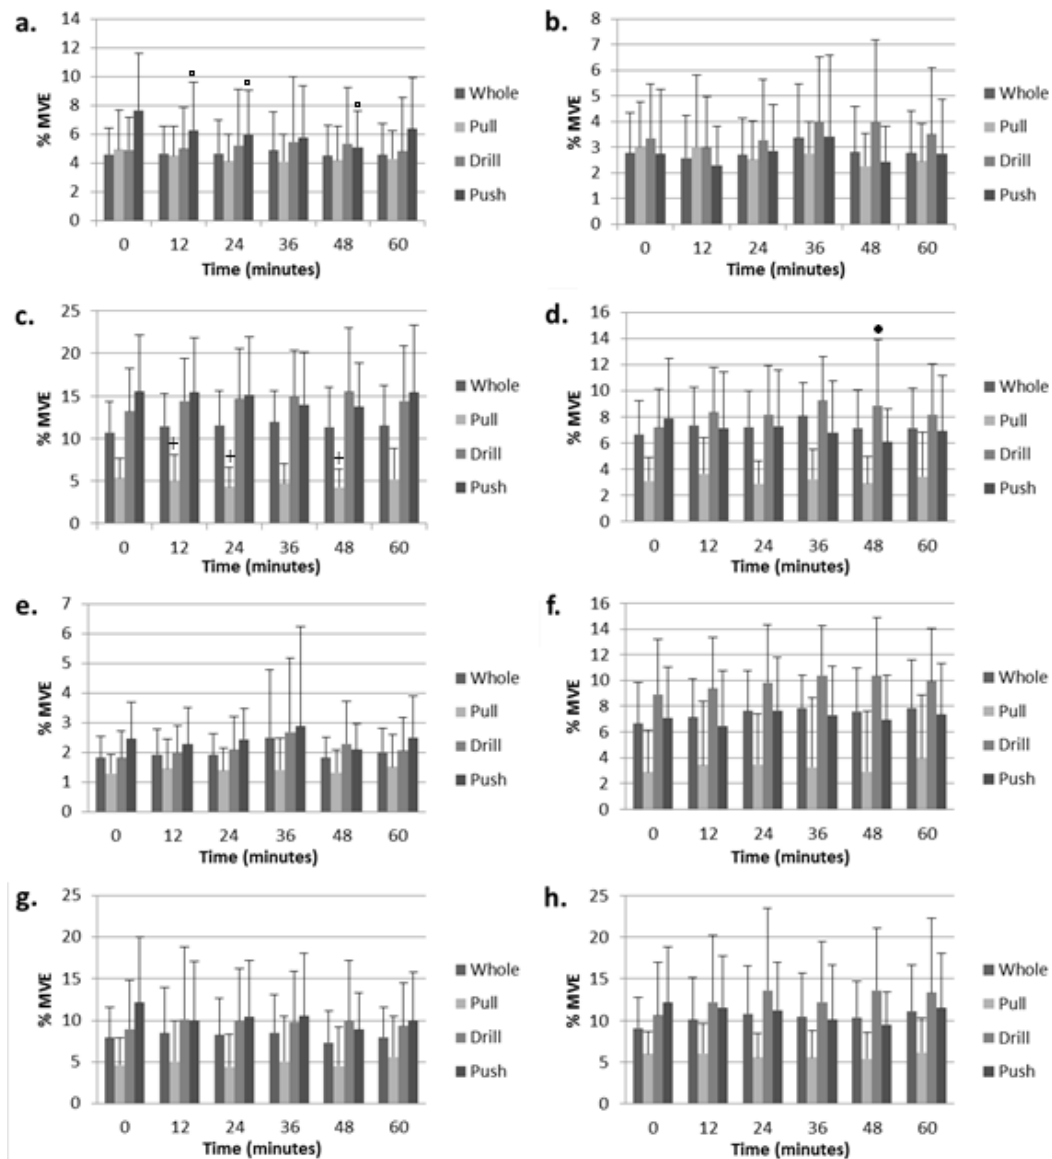 a.
14
12
10
8
6
4
2
0
% MVE
0 12 24 36 48 60
Time (minutes)
Whole
Pull
Drill
Push
b.
8
7
6
5
4
3
2
1
0
% MVE
0 12 24 36 48 60
Time (minutes)
Whole
Pull
Drill
Push
c.
25
20
15
10
5
0
% MVE
+ + +
0 12 24 36 48 60
Time (minutes)
Whole
Pull
Drill
Push
d.
16
14
12
10
8
6
4
2
0
% MVE
0 12 24 36 48 60
Time (minutes)
Whole
Pull
Drill
Push
e.
7
6
5
4
3
2
1
0
% MVE
0 12 24 36 48 60
Time (minutes)
Whole
Pull
Drill
Push
f.
16
14
12
10
8
6
4
2
0
% MVE
0 12 24 36 48 60
Time (minutes)
Whole
Pull
Drill
Push
g.
25
20
15
10
5
0
% MVE
0 12 24 36 48 60
Time (minutes)
Whole
Pull
Drill
Push
h.
25
20
15
10
5
0
% MVE
0 12 24 36 48 60
Time (minutes)
Whole
Pull
Drill
Push